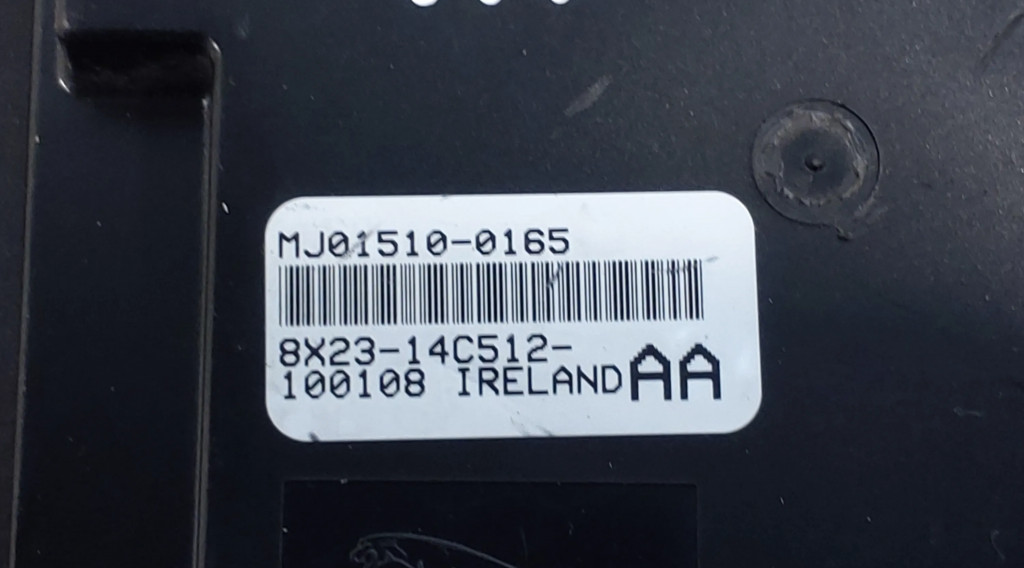 MJ01510-0165
8X23-14C512-
100108 IRELAND AA